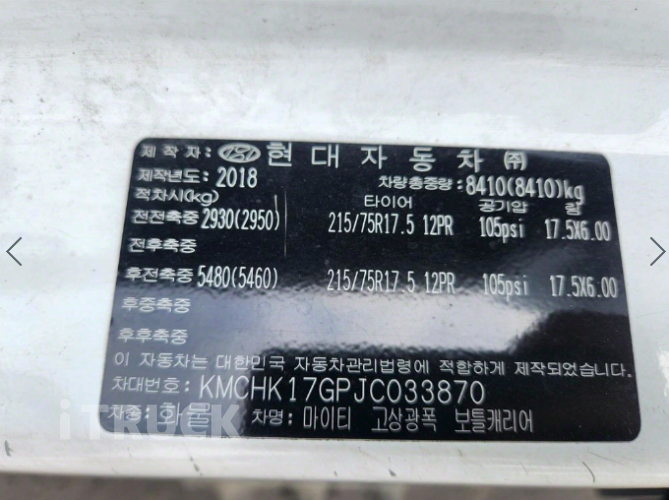 제 작 자: 현 대 자 동 차 ㈜
제작년도: 2018 차량총중량: 8410(8410)kg
적차시(kg) 타이어 공기압 림
전전축중 2930(2950) 215/75R17.5 12PR 105psi 17.5X6.00
전후축중
후전축중 5480(5460) 215/75R17.5 12PR 105psi 17.5X6.00
후중축중
후후축중
이 자동차는 대한민국 자동차관리법령에 적합하게 제작되었습니다
차대번호: KMCHK17GPJC033870
차종: 화물 차명: 마이티 고상광폭 보틀캐리어
iTRUCK